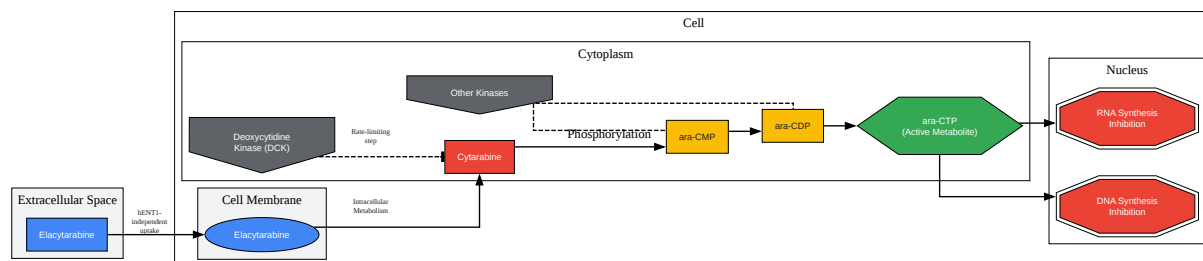 Cell
Cytoplasm
Nucleus
Other Kinases
RNA Synthesis
Inhibition
ara-CDP
ara-CTP
(Active Metabolite)
Deoxycytidine
Kinase (DCK)
Rate-limiting
step
Phosphorylation
ara-CMP
Cytarabine
Extracellular Space
Cell Membrane
DNA Synthesis
Inhibition
Elacytarabine
hENT1-
independent
uptake
Elacytarabine
Intracellular
Metabolism